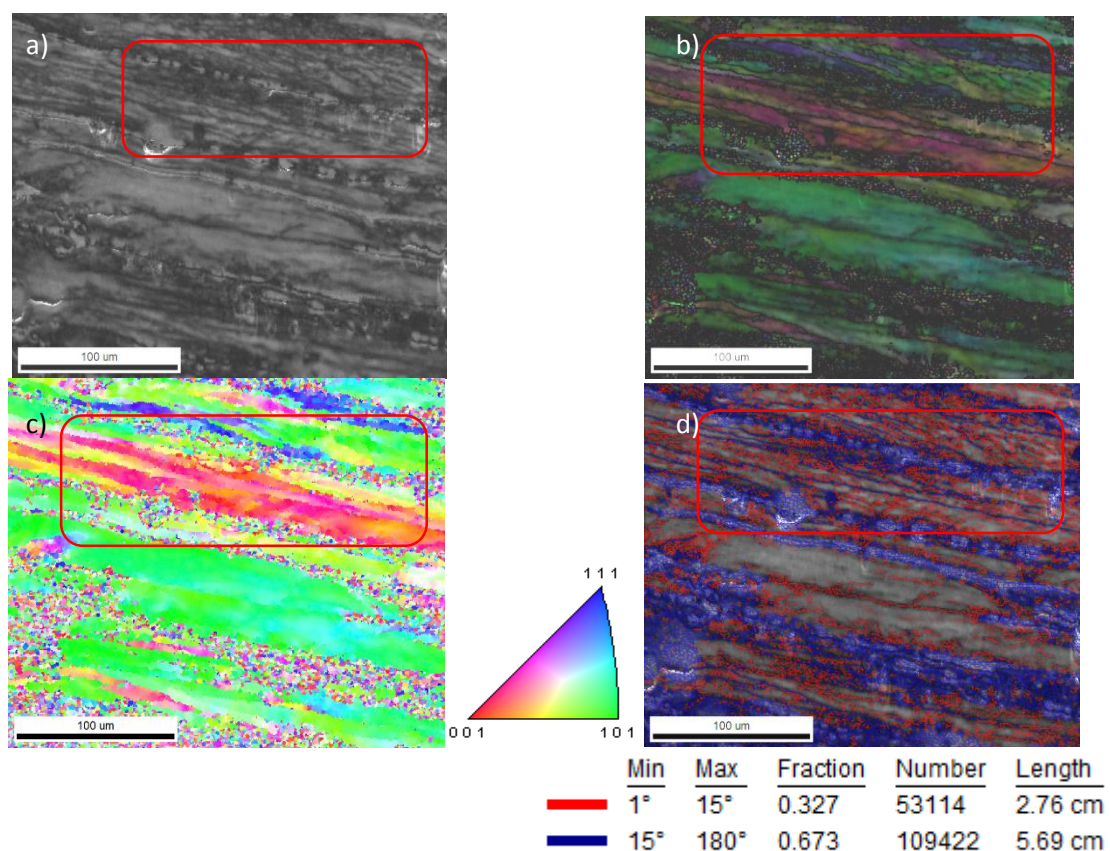 a)
b)
100 um
100 um
c)
d)
1 1 1
0 0 1
1 0 1
100 um
100 um
Min Max Fraction Number Length
1° 15° 0.327 53114 2.76 cm
15° 180° 0.673 109422 5.69 cm